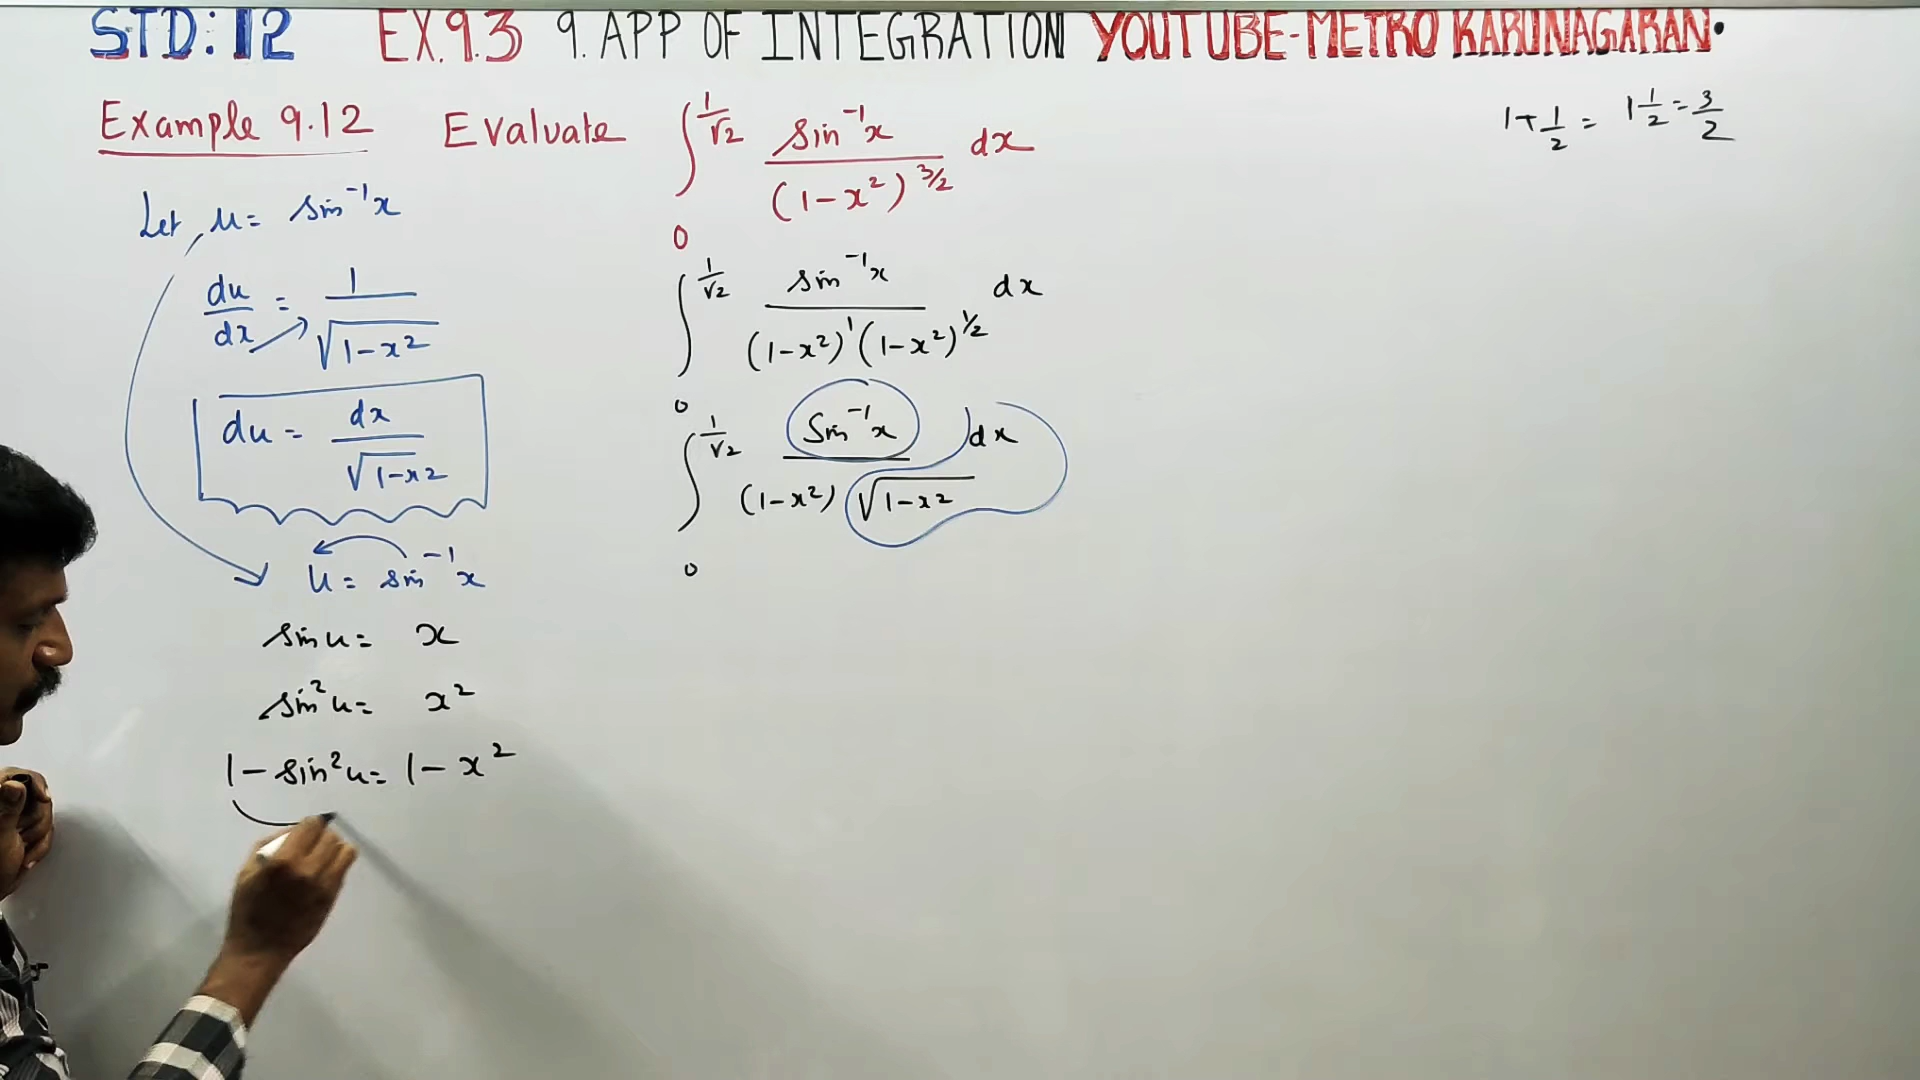 STD: 12 EX.9.3 9. APP OF INTEGRATION YOUTUBE-METRO KARUNAGARAN.
Example 9.12 Evaluate ∫₀^(1/√2) sin⁻¹x / (1-x²)^(3/2) dx
1+1/2 = 1 1/2 = 3/2
Let u = sin⁻¹x
du/dx = 1/√(1-x²)
du = dx/√(1-x²)
u = sin⁻¹x
sin u = x
sin²u = x²
1 - sin²u = 1 - x²
∫₀^(1/√2) sin⁻¹x / (1-x²)¹(1-x²)^(1/2) dx
∫₀^(1/√2) Sin⁻¹x / (1-x²)√(1-x²) dx